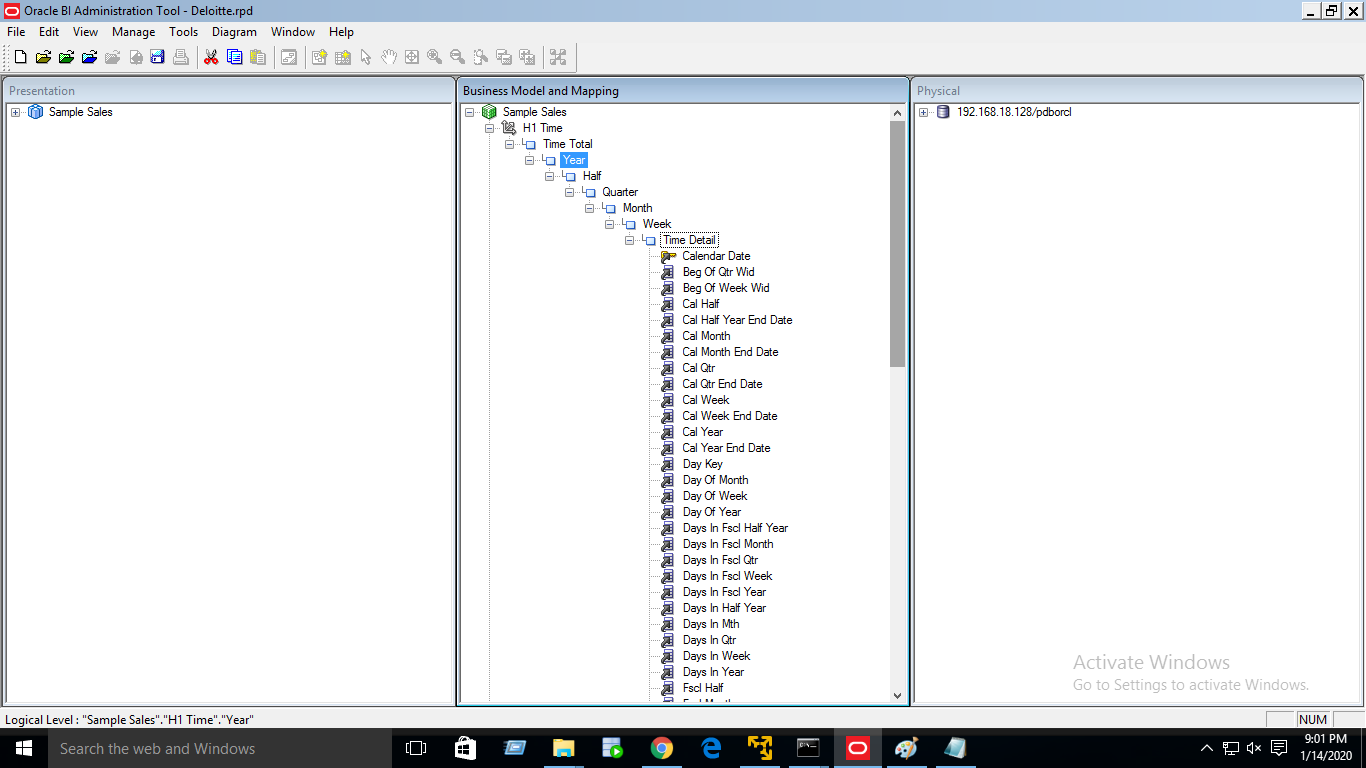 Oracle BI Administration Tool - Deloitte.rpd
File Edit View Manage Tools Diagram Window Help
Presentation
Sample Sales
Business Model and Mapping
Sample Sales
H1 Time
Time Total
Year
Half
Quarter
Month
Week
Time Detail
Calendar Date
Beg Of Qtr Wid
Beg Of Week Wid
Cal Half
Cal Half Year End Date
Cal Month
Cal Month End Date
Cal Qtr
Cal Qtr End Date
Cal Week
Cal Week End Date
Cal Year
Cal Year End Date
Day Key
Day Of Month
Day Of Week
Day Of Year
Days In Fscl Half Year
Days In Fscl Month
Days In Fscl Qtr
Days In Fscl Week
Days In Fscl Year
Days In Half Year
Days In Mth
Days In Qtr
Days In Week
Days In Year
Fscl Half
Physical
192.168.18.128/pdborcl
Activate Windows
Go to Settings to activate Windows.
Logical Level : "Sample Sales"."H1 Time"."Year"
NUM
Search the web and Windows
9:01 PM
1/14/2020